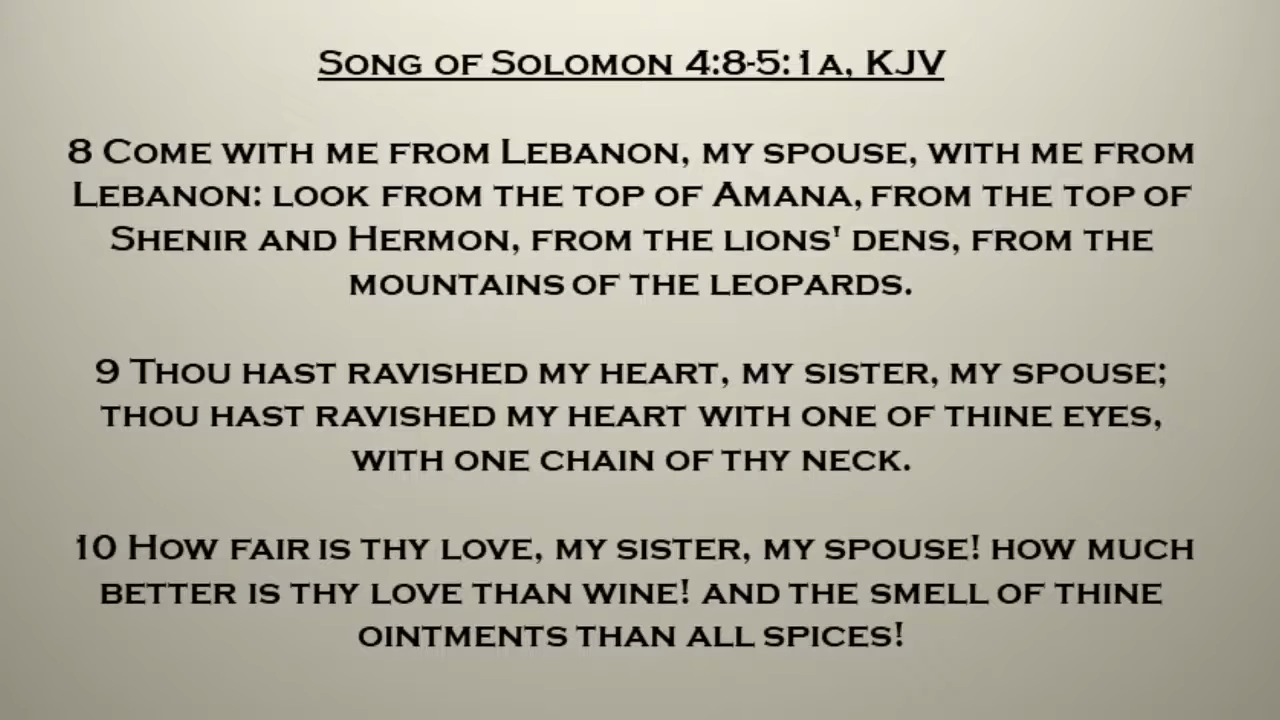 Song of Solomon 4:8-5:1a, KJV
8 Come with me from Lebanon, my spouse, with me from
Lebanon: look from the top of Amana, from the top of
Shenir and Hermon, from the lions' dens, from the
mountains of the leopards.
9 Thou hast ravished my heart, my sister, my spouse;
thou hast ravished my heart with one of thine eyes,
with one chain of thy neck.
10 How fair is thy love, my sister, my spouse! how much
better is thy love than wine! and the smell of thine
ointments than all spices!